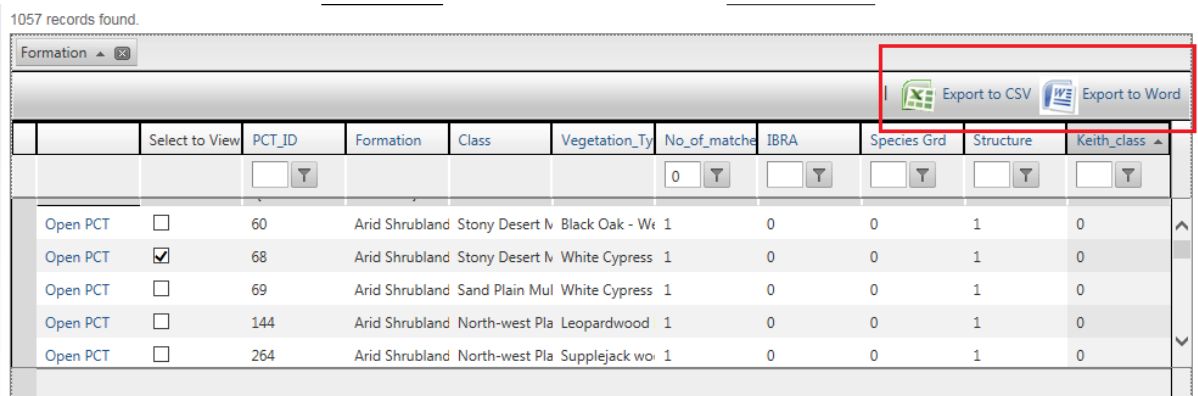 1057 records found.
Formation
Export to CSV Export to Word
Select to View PCT_ID Formation Class Vegetation_Ty No_of_matche IBRA Species Grd Structure Keith_class
0
Open PCT 60 Arid Shrubland Stony Desert M Black Oak - We 1 0 0 1 0
Open PCT 68 Arid Shrubland Stony Desert M White Cypress 1 0 0 1 0
Open PCT 69 Arid Shrubland Sand Plain Mul White Cypress 1 0 0 1 0
Open PCT 144 Arid Shrubland North-west Pla Leopardwood 1 0 0 1 0
Open PCT 264 Arid Shrubland North-west Pla Supplejack wo 1 0 0 1 0